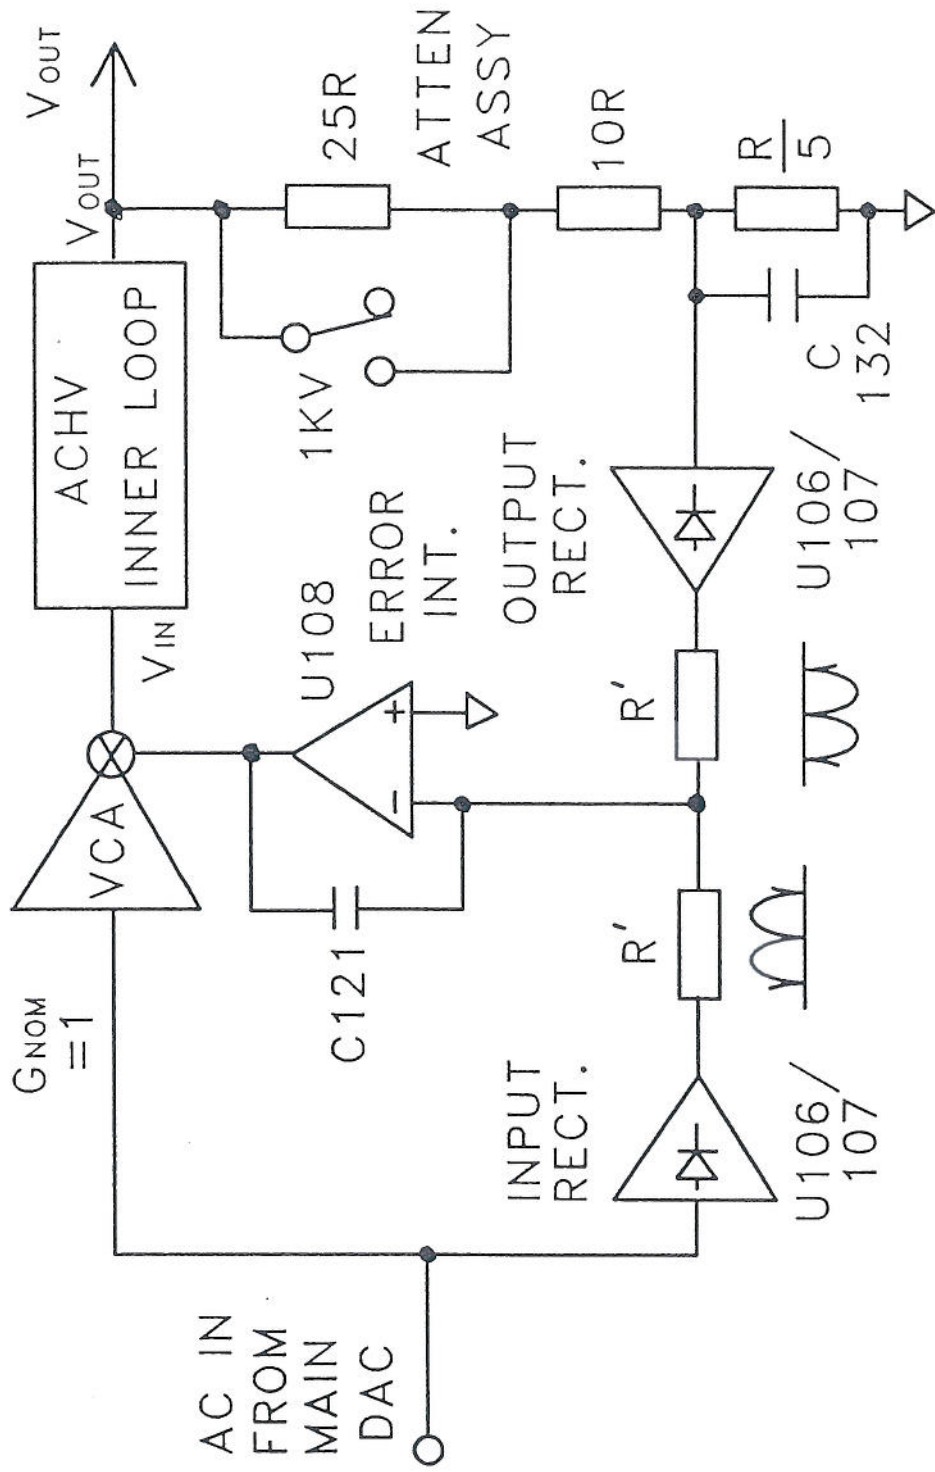 AC IN
FROM
MAIN
DAC
GNOM
=1
VCA
VIN
ACHV
INNER LOOP
VOUT
VOUT
C121
U108
ERROR
INT.
-
+
1KV
25R
ATTEN
ASSY
10R
R
5
C
132
INPUT
RECT.
U106/
107
R'
R'
OUTPUT
RECT.
U106/
107